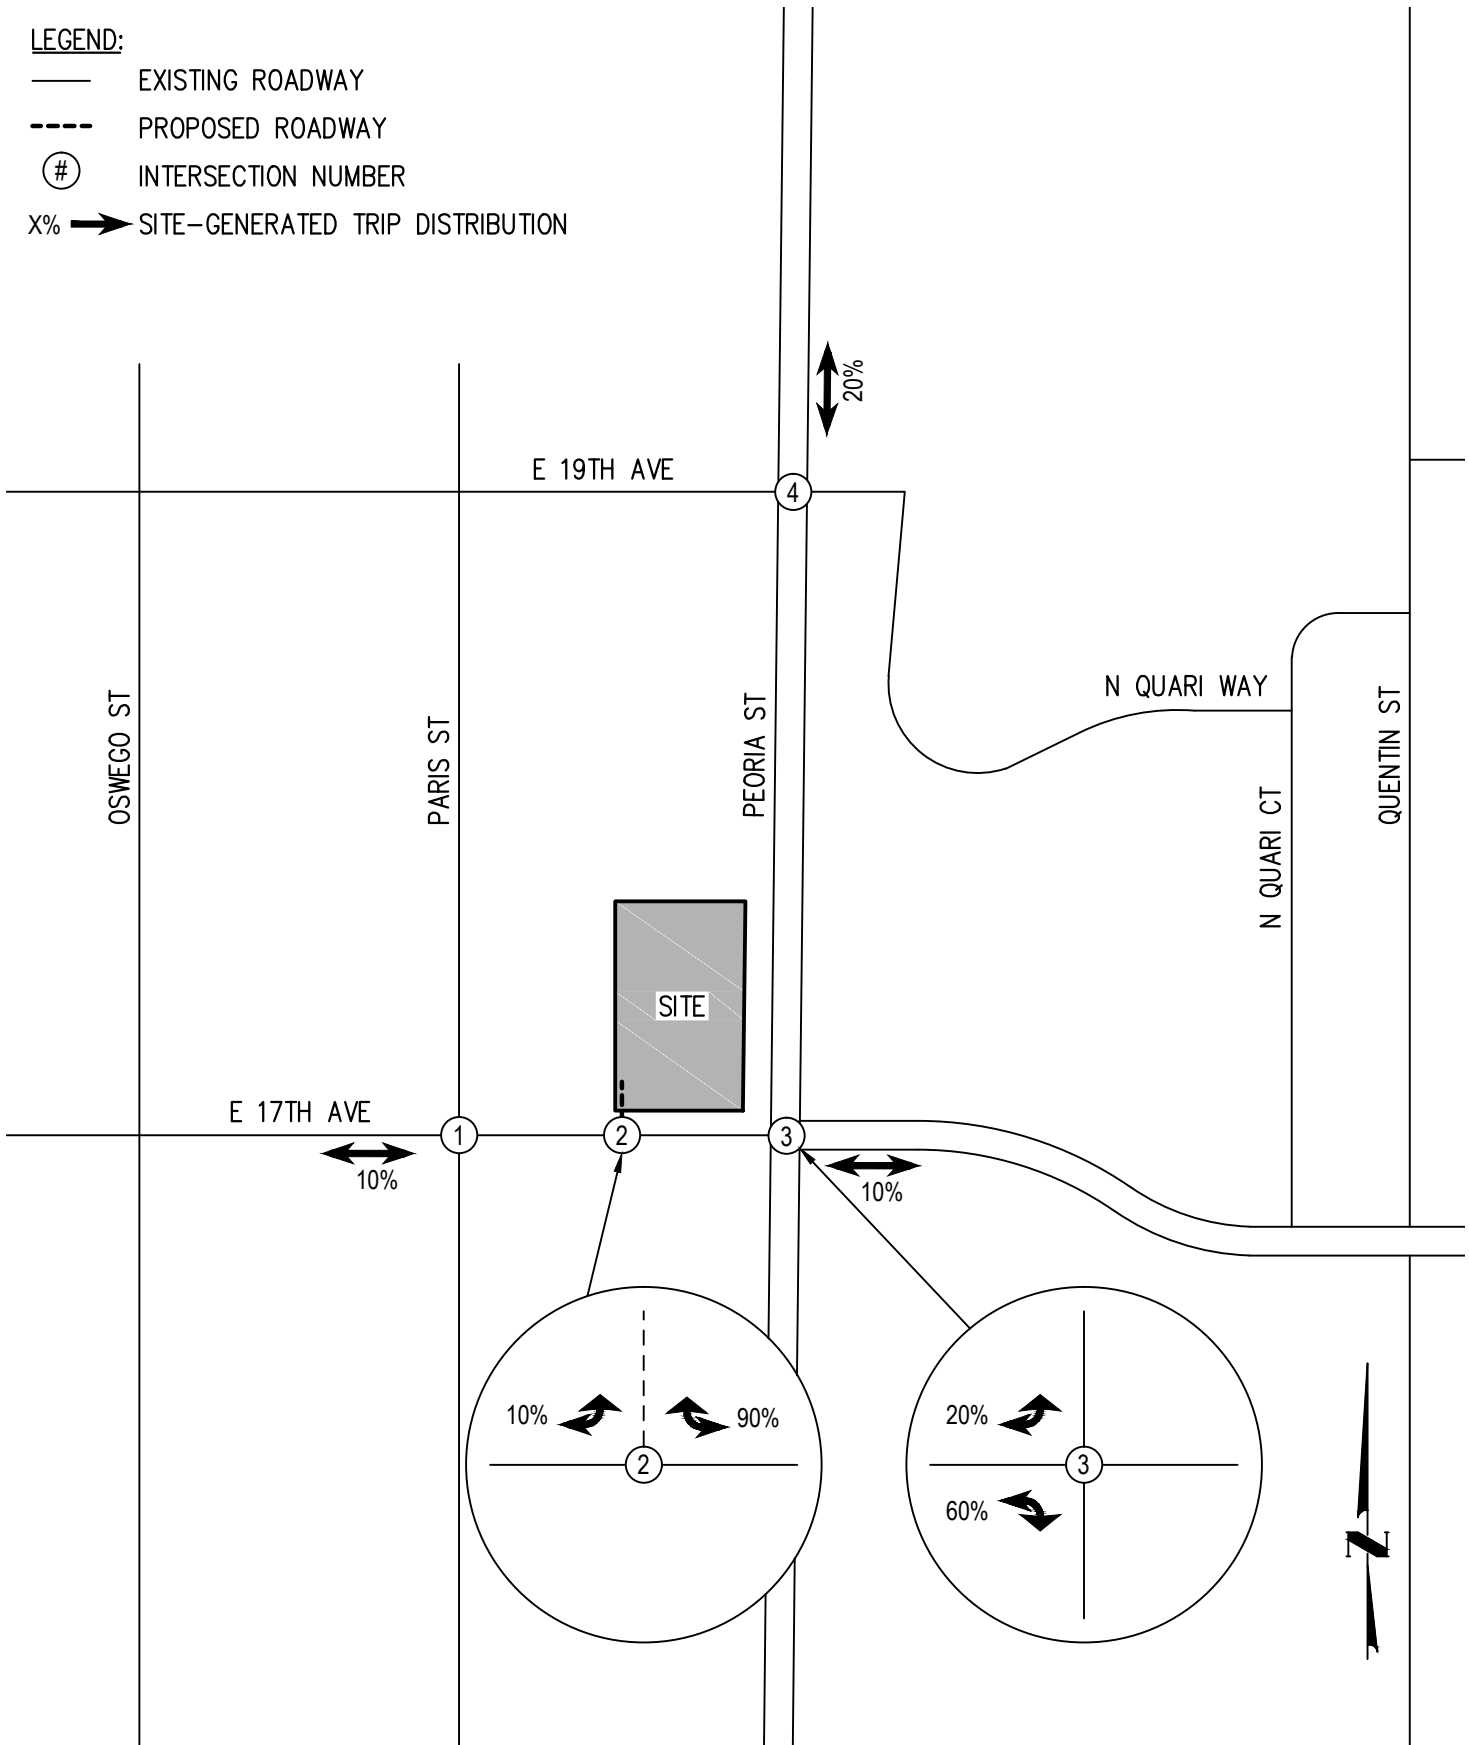 LEGEND:
EXISTING ROADWAY
PROPOSED ROADWAY
# INTERSECTION NUMBER
X% SITE-GENERATED TRIP DISTRIBUTION
20%
E 19TH AVE
4
N QUARI WAY
OSWEGO ST
PARIS ST
PEORIA ST
QUENTIN ST
N QUARI CT
SITE
E 17TH AVE
1
2
3
10%
10%
10%
90%
2
20%
60%
3
N